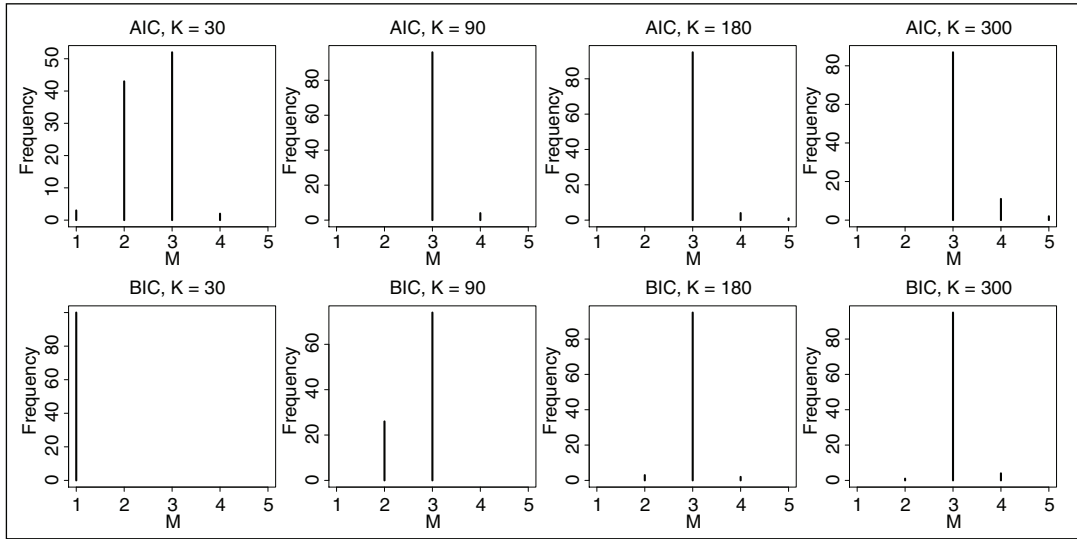 AIC, K = 30
AIC, K = 90
AIC, K = 180
AIC, K = 300
Frequency
0 10 20 30 40 50
1 2 3 4 5
M
Frequency
0 20 40 60 80
1 2 3 4 5
M
Frequency
0 20 40 60 80
1 2 3 4 5
M
Frequency
0 20 40 60 80
1 2 3 4 5
M
BIC, K = 30
BIC, K = 90
BIC, K = 180
BIC, K = 300
Frequency
0 20 40 60 80
1 2 3 4 5
M
Frequency
0 20 40 60
1 2 3 4 5
M
Frequency
0 20 40 60 80
1 2 3 4 5
M
Frequency
0 20 40 60 80
1 2 3 4 5
M